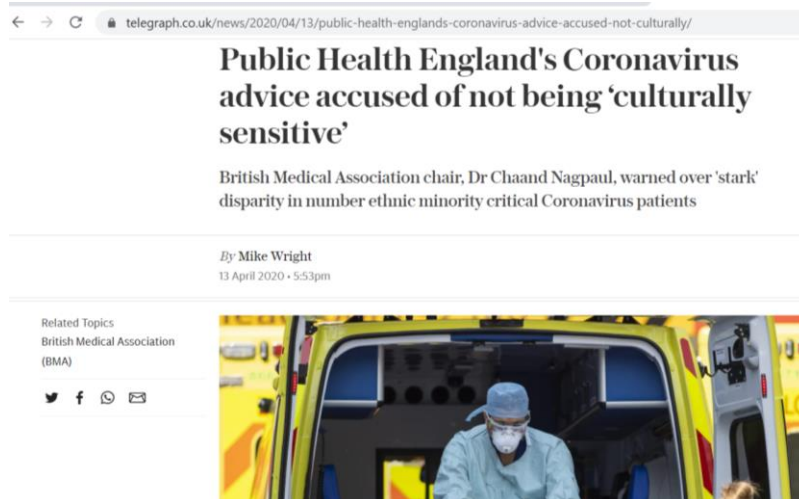 telegraph.co.uk/news/2020/04/13/public-health-englands-coronavirus-advice-accused-not-culturally/
Public Health England's Coronavirus
advice accused of not being ‘culturally
sensitive’
British Medical Association chair, Dr Chaand Nagpaul, warned over 'stark'
disparity in number ethnic minority critical Coronavirus patients
By Mike Wright
13 April 2020 • 5:53pm
Related Topics
British Medical Association
(BMA)